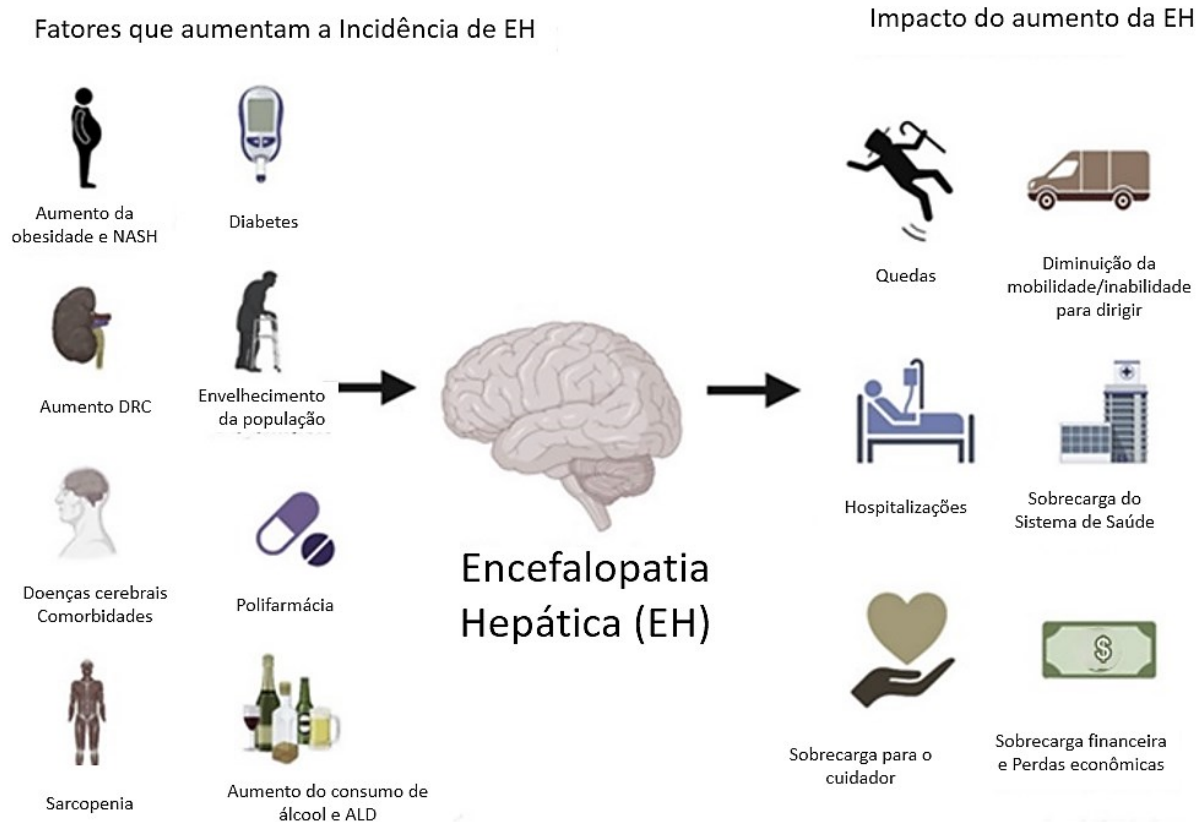 Fatores que aumentam a Incidência de EH
Impacto do aumento da EH
Aumento da
obesidade e NASH
Diabetes
Aumento DRC
Envelhecimento
da população
Doenças cerebrais
Comorbidades
Polifarmácia
Sarcopenia
Aumento do consumo de
álcool e ALD
Encefalopatia
Hepática (EH)
Quedas
Diminuição da
mobilidade/inabilidade
para dirigir
Hospitalizações
Sobrecarga do
Sistema de Saúde
Sobrecarga para o
cuidador
$
Sobrecarga financeira
e Perdas econômicas